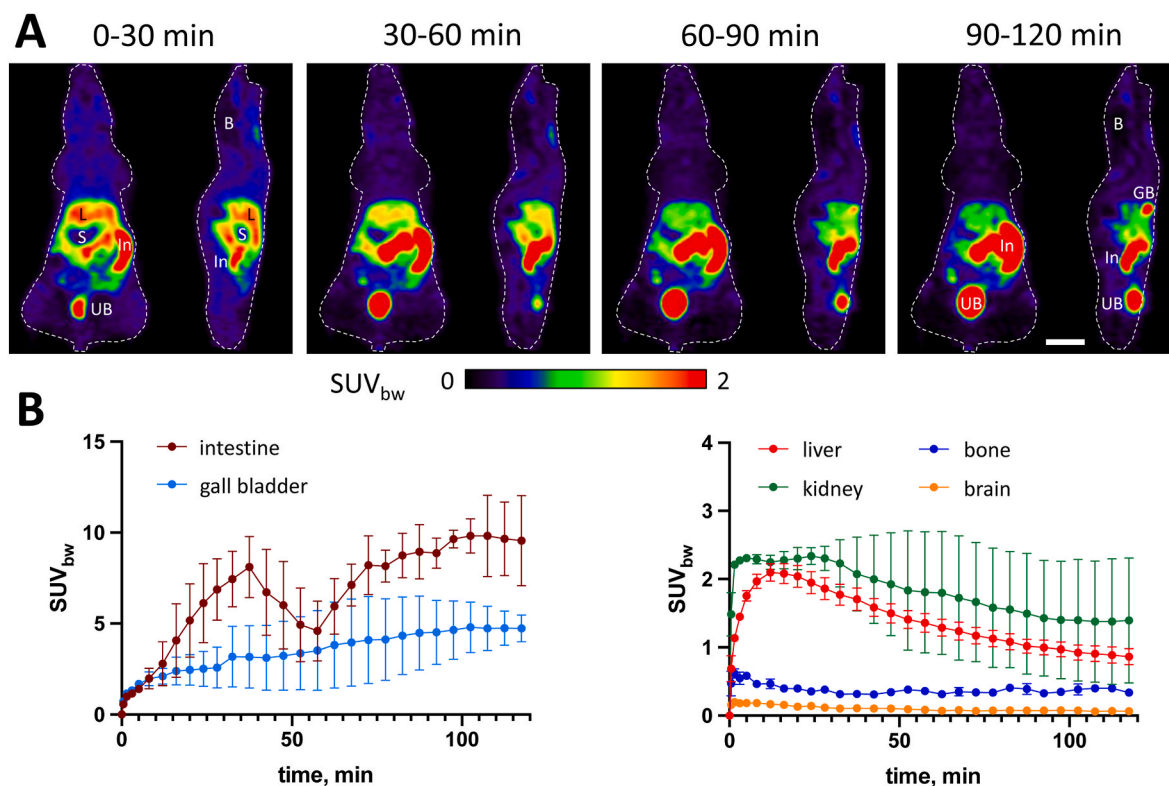 A
0-30 min 30-60 min 60-90 min 90-120 min
B B
GB
L L
S S In In
In In
UB UB UB
SUVbw 0 2
B
15 intestine 4 liver bone
gall bladder kidney brain
10 3
SUVbw SUVbw
2
5
1
0 0
0 50 100 0 50 100
time, min time, min